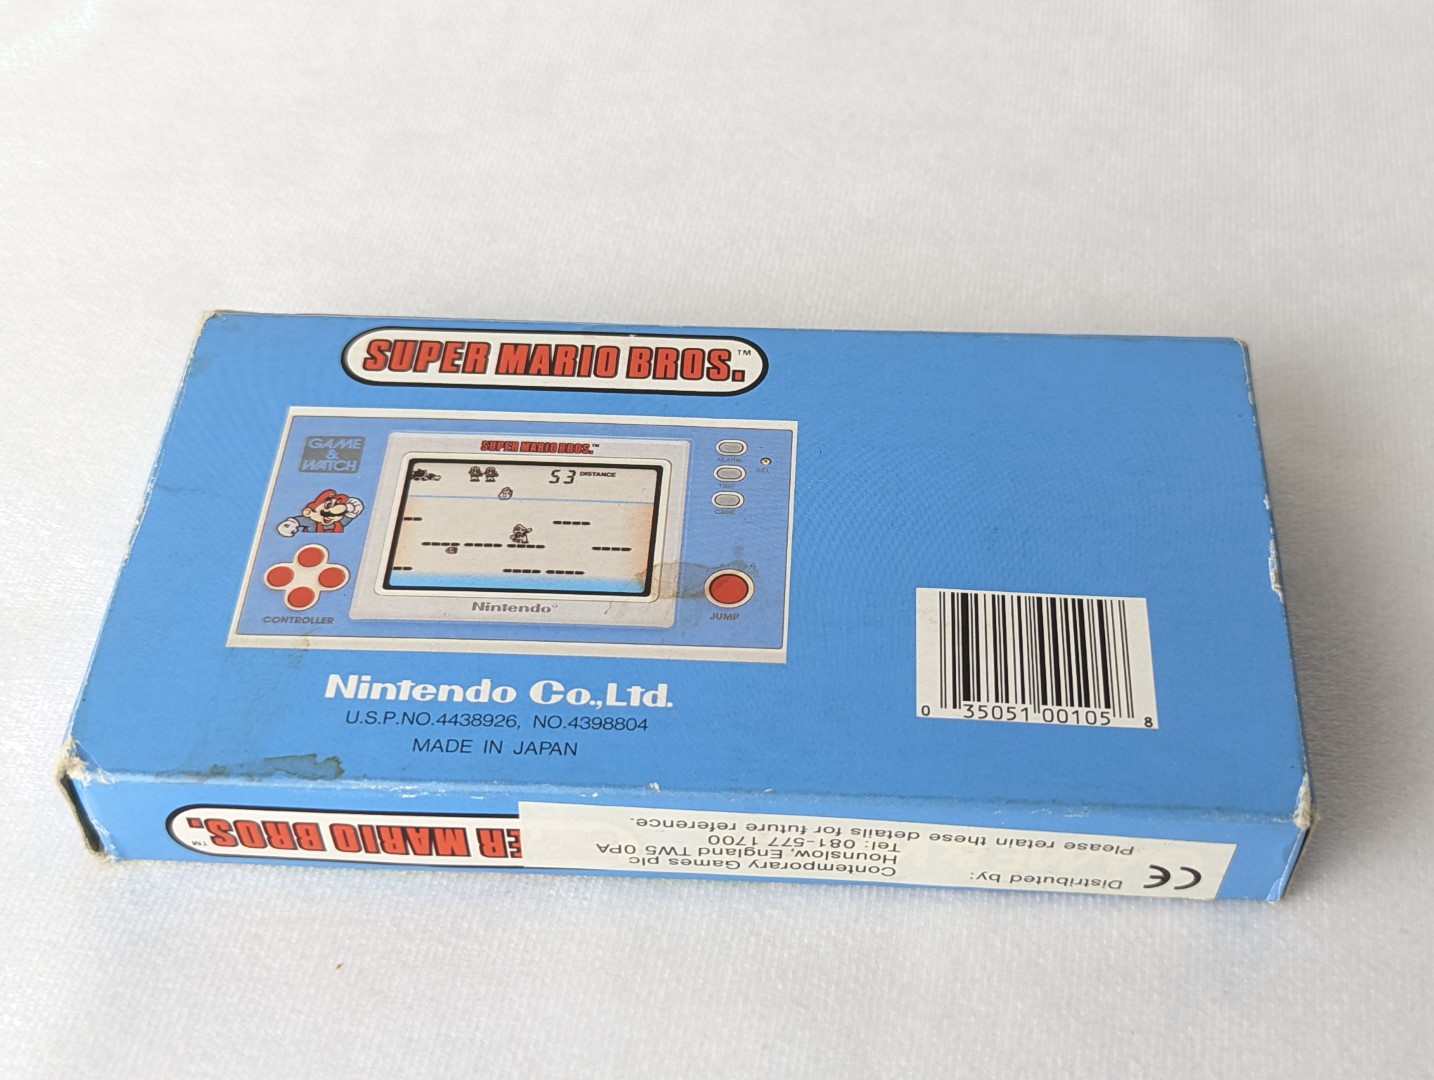 SUPER MARIO BROS.™
GAME
&
WATCH
SUPER MARIO BROS.™
53 DISTANCE
ALARM
ACL
TIME
GAME
Nintendo®
CONTROLLER
JUMP
Nintendo Co.,Ltd.
U.S.P.NO.4438926, NO.4398804
MADE IN JAPAN
0 35051 00105 8
SUPER MARIO BROS.™
CE
Distributed by:
Contemporary Games plc
Hounslow, England TW5 0PA
Tel: 081-577 1700
Please retain these details for future reference.